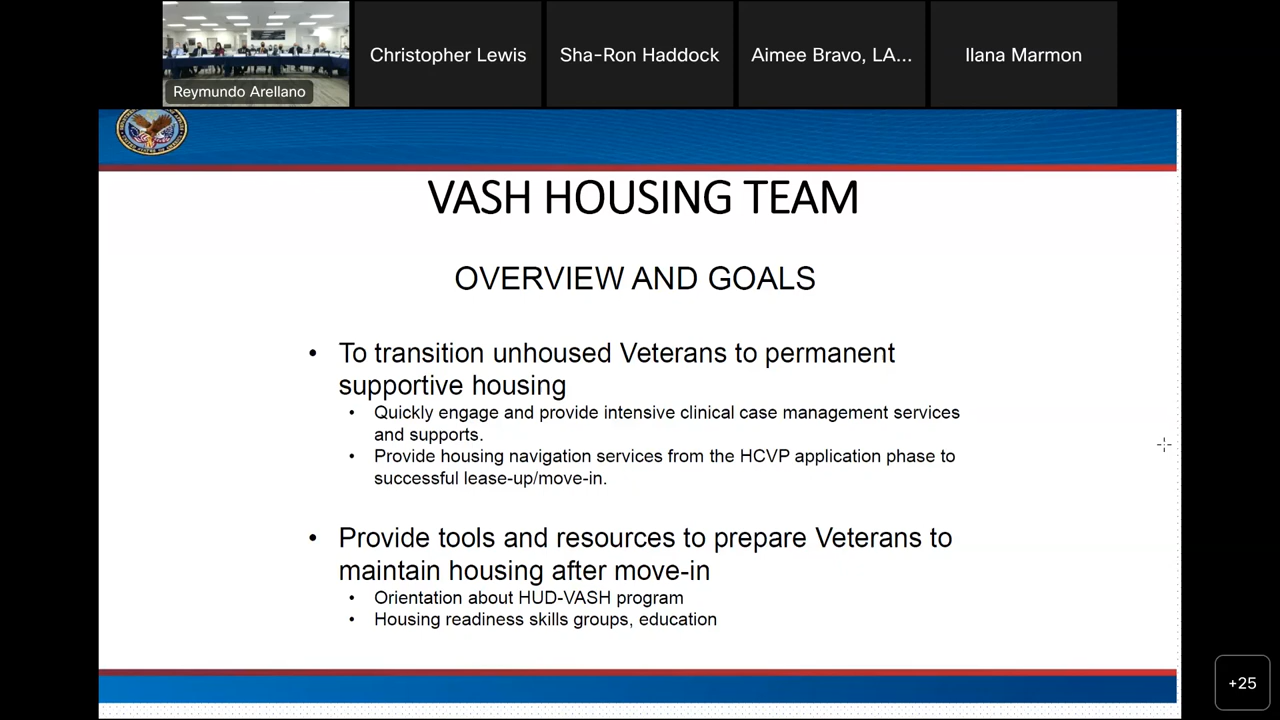 Reymundo Arellano
Christopher Lewis
Sha-Ron Haddock
Aimee Bravo, LA...
Ilana Marmon
VASH HOUSING TEAM
OVERVIEW AND GOALS
• To transition unhoused Veterans to permanent
supportive housing
• Quickly engage and provide intensive clinical case management services
and supports.
• Provide housing navigation services from the HCVP application phase to
successful lease-up/move-in.
• Provide tools and resources to prepare Veterans to
maintain housing after move-in
• Orientation about HUD-VASH program
• Housing readiness skills groups, education
+25